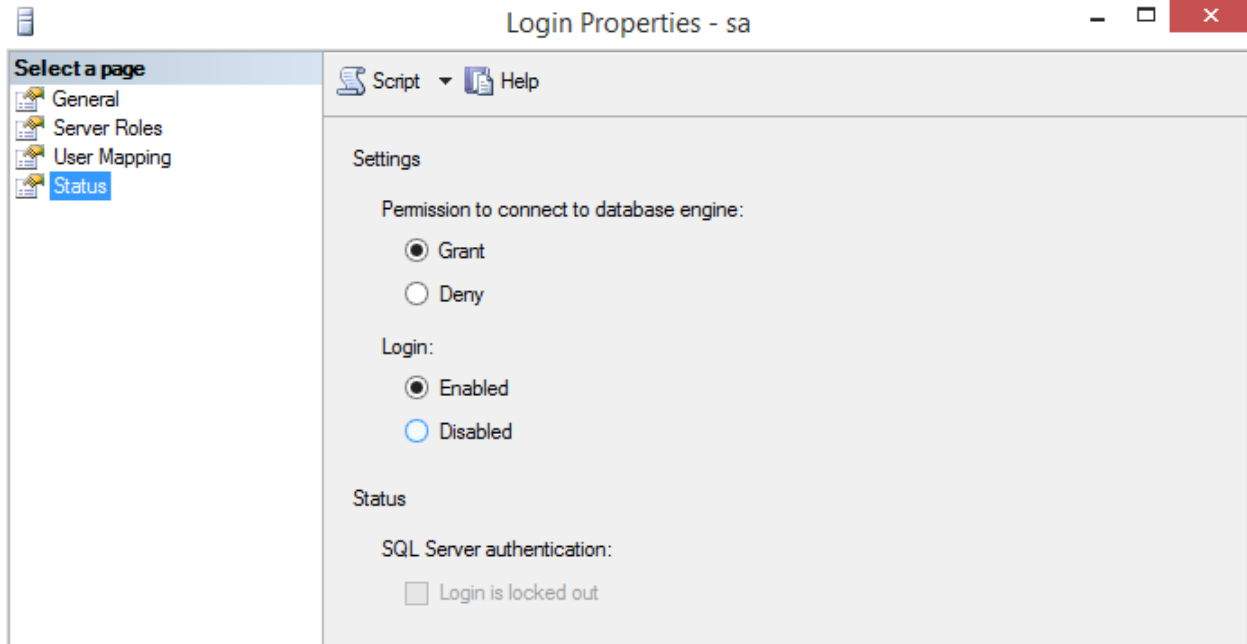 Login Properties - sa
Select a page
General
Server Roles
User Mapping
Status
Script
Help
Settings
Permission to connect to database engine:
Grant
Deny
Login:
Enabled
Disabled
Status
SQL Server authentication:
Login is locked out